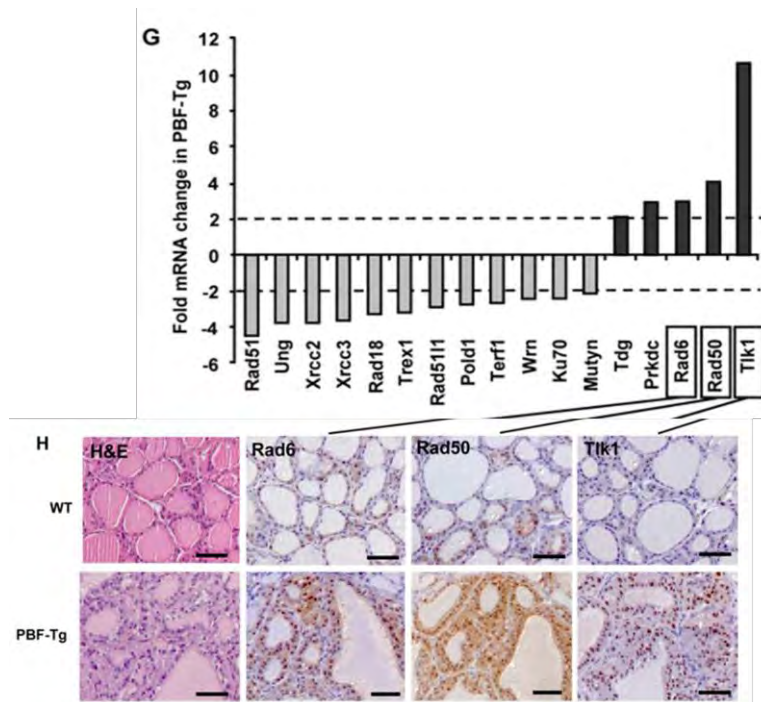 G
Fold mRNA change in PBF-Tg
12
10
8
6
4
2
0
-2
-4
-6
Rad51
Ung
Xrcc2
Xrcc3
Rad18
Trex1
Rad51l1
Pold1
Terf1
Wrn
Ku70
Mutyn
Tdg
Prkdc
Rad6
Rad50
Tlk1
H
H&E
Rad6
Rad50
Tlk1
WT
PBF-Tg